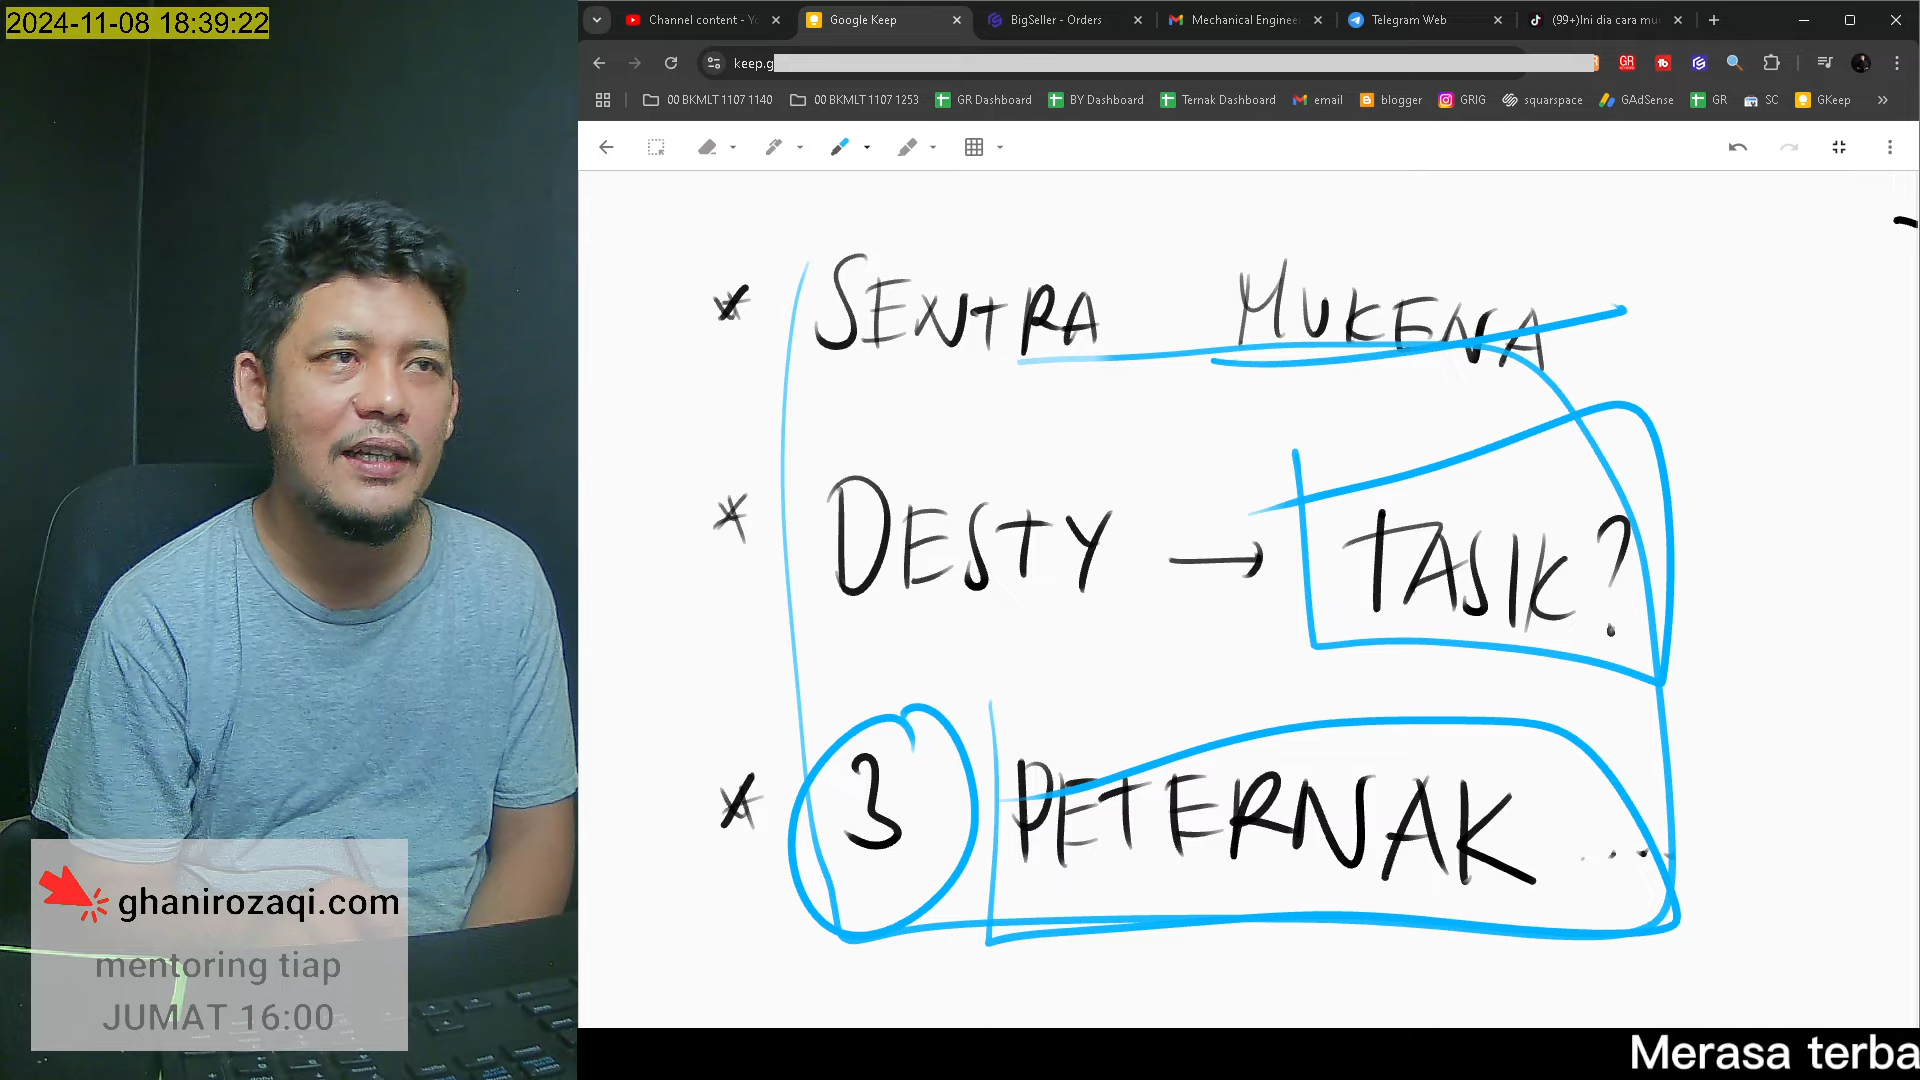 2024-11-08 18:39:22
Channel content - Yo
Google Keep
BigSeller - Orders
Mechanical Enginee
Telegram Web
(99+)Ini dia cara mu
keep.g
00 BKMLT 1107 1140
00 BKMLT 1107 1253
GR Dashboard
BY Dashboard
Ternak Dashboard
email
blogger
GRIG
squarspace
GAdSense
GR
SC
GKeep
* SENTRA MUKENA
* DESTY → TASIK?
* 3 PETERNAK ...
ghanirozaqi.com
mentoring tiap
JUMAT 16:00
Merasa terba